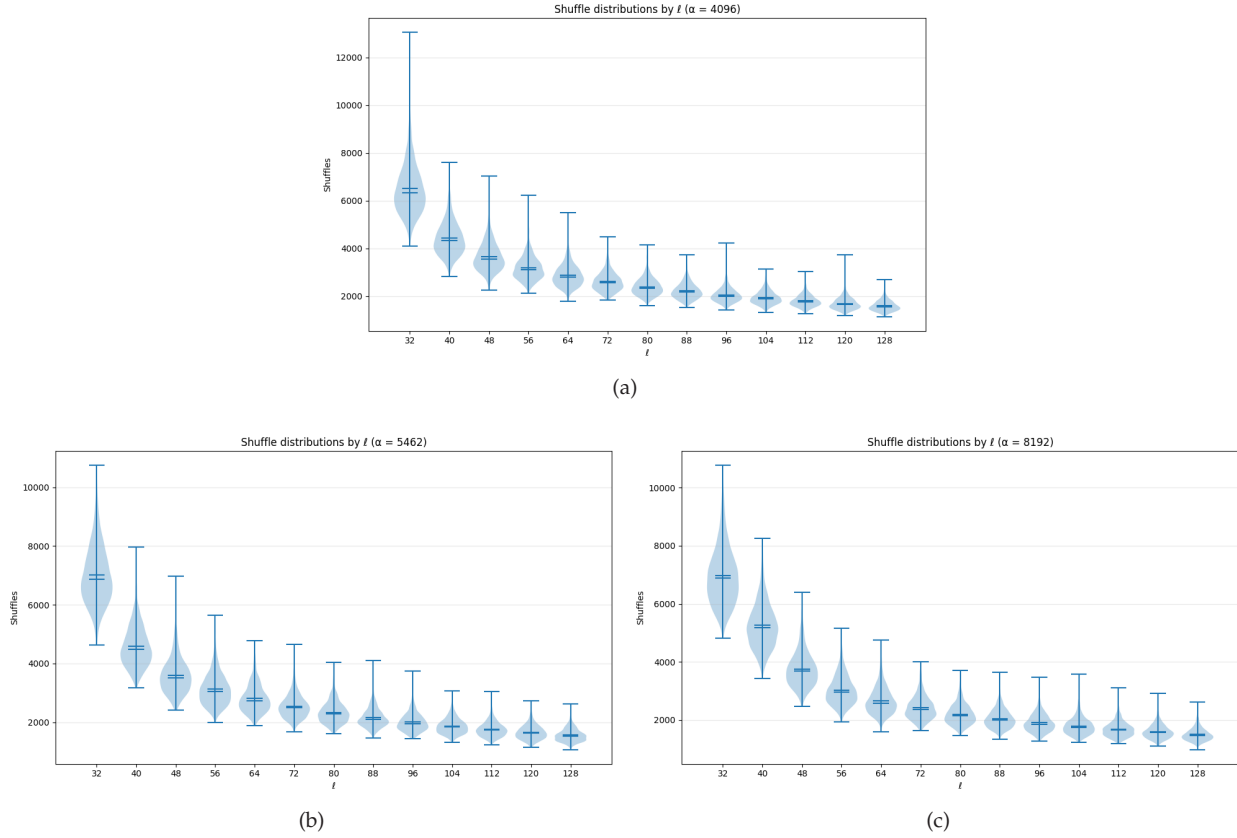 Shuffle distributions by ℓ (α = 4096)
12000
10000
8000
6000
4000
2000
Shuffles
32 40 48 56 64 72 80 88 96 104 112 120 128
ℓ
(a)
Shuffle distributions by ℓ (α = 5462)
10000
8000
6000
4000
2000
Shuffles
32 40 48 56 64 72 80 88 96 104 112 120 128
ℓ
(b)
Shuffle distributions by ℓ (α = 8192)
10000
8000
6000
4000
2000
Shuffles
32 40 48 56 64 72 80 88 96 104 112 120 128
ℓ
(c)